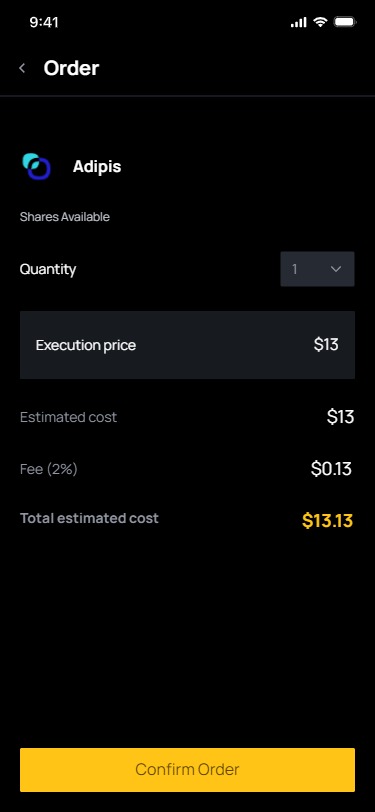 9:41
Order
Adipis
Shares Available
Quantity 1
Execution price $13
Estimated cost $13
Fee (2%) $0.13
Total estimated cost $13.13
Confirm Order